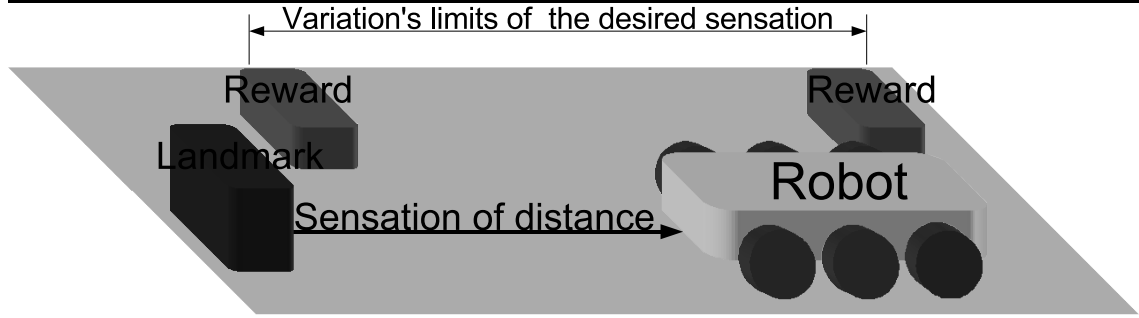 Variation's limits of  the desired sensation
Reward
Reward
Landmark
Robot
Sensation of distance